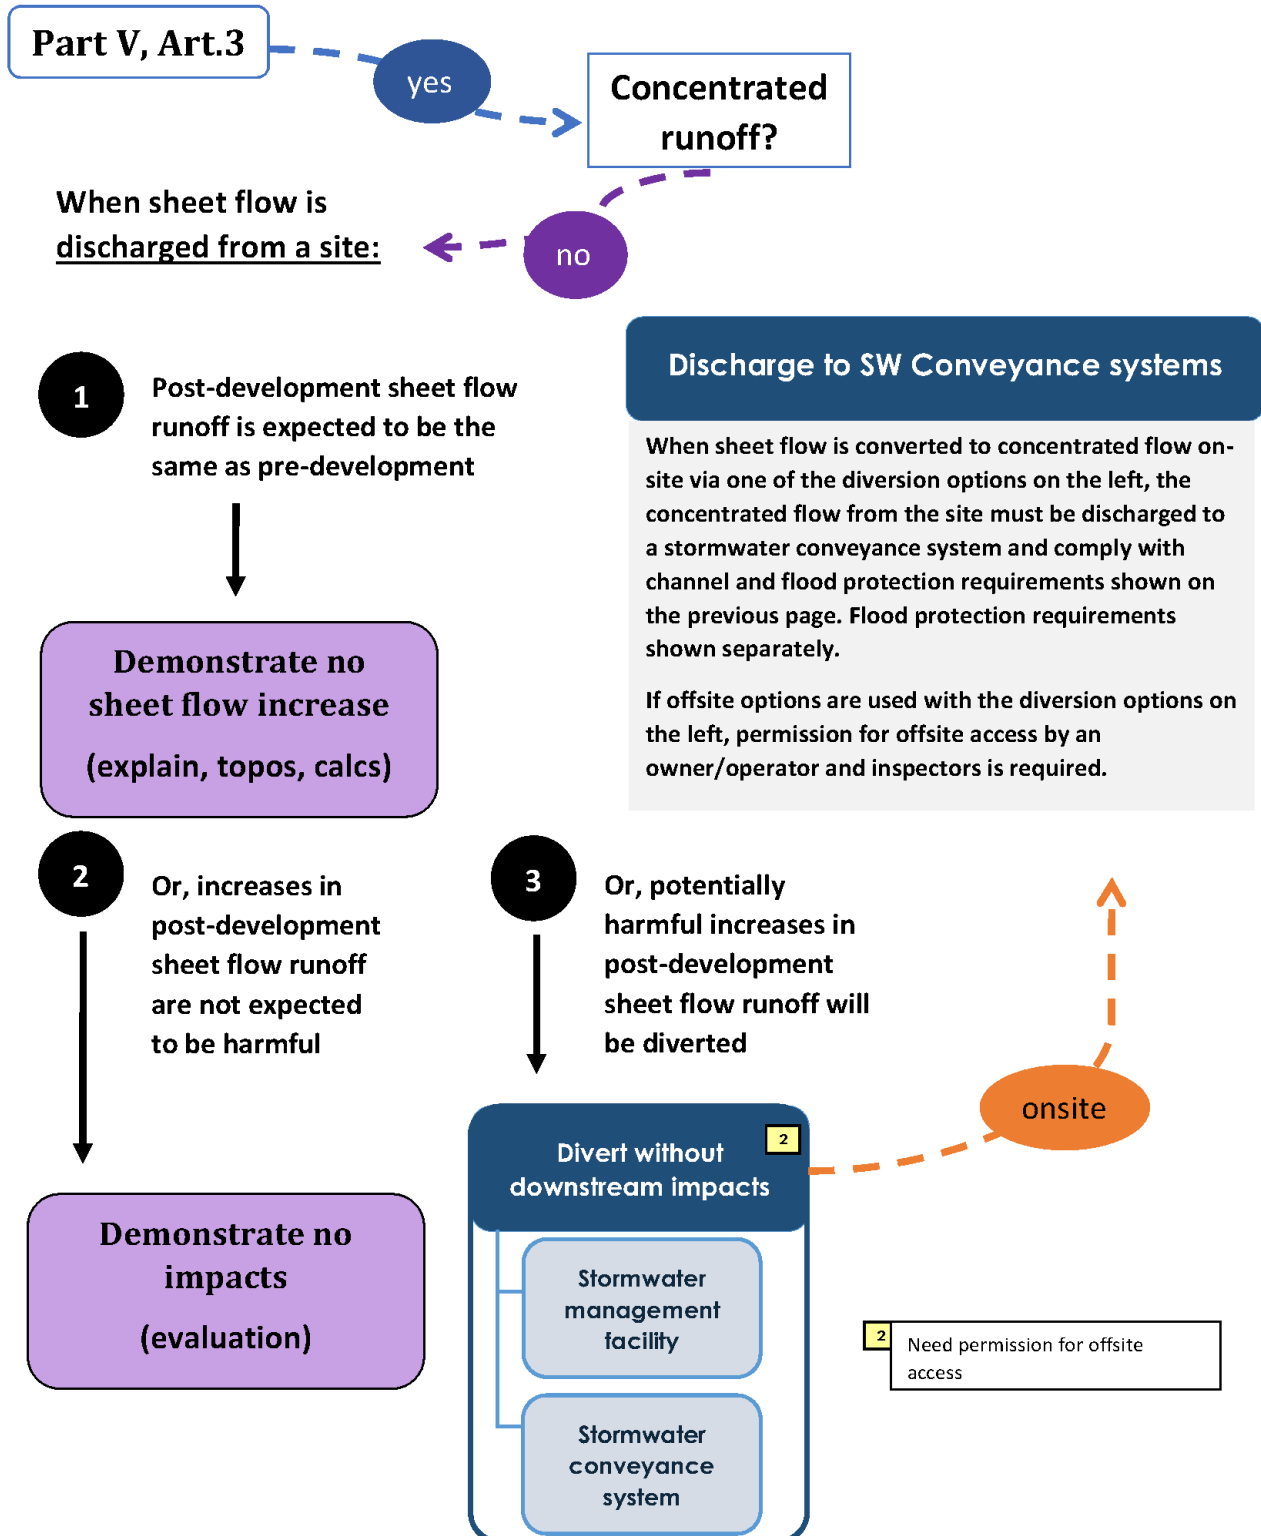 Part V, Art.3
yes
Concentrated
runoff?
no
When sheet flow is
discharged from a site:
1
Post-development sheet flow
runoff is expected to be the
same as pre-development
Demonstrate no
sheet flow increase
(explain, topos, calcs)
Discharge to SW Conveyance systems
When sheet flow is converted to concentrated flow on-
site via one of the diversion options on the left, the
concentrated flow from the site must be discharged to
a stormwater conveyance system and comply with
channel and flood protection requirements shown on
the previous page. Flood protection requirements
shown separately.
If offsite options are used with the diversion options on
the left, permission for offsite access by an
owner/operator and inspectors is required.
2
Or, increases in
post-development
sheet flow runoff
are not expected
to be harmful
Demonstrate no
impacts
(evaluation)
3
Or, potentially
harmful increases in
post-development
sheet flow runoff will
be diverted
2
Divert without
downstream impacts
Stormwater
management
facility
Stormwater
conveyance
system
onsite
2
Need permission for offsite
access